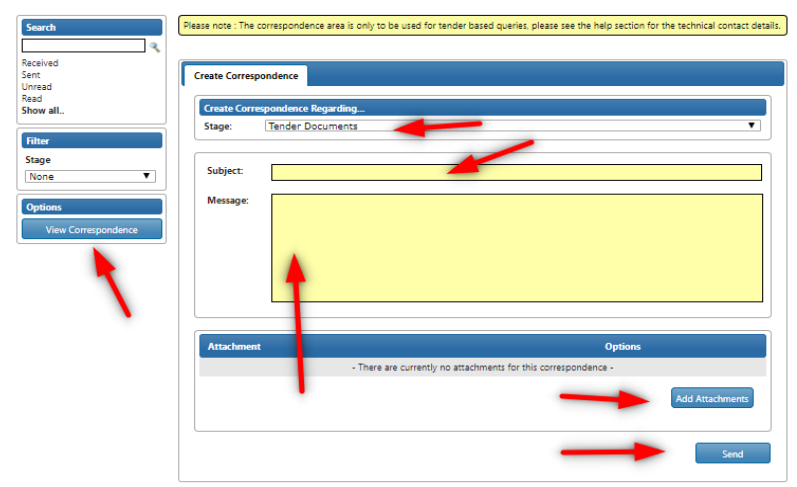 Please note : The correspondence area is only to be used for tender based queries, please see the help section for the technical contact details.
Search
Received
Sent
Unread
Read
Show all..
Filter
Stage
None
Options
View Correspondence
Create Correspondence
Create Correspondence Regarding...
Stage: Tender Documents
Subject:
Message:
Attachment Options
- There are currently no attachments for this correspondence -
Add Attachments
Send